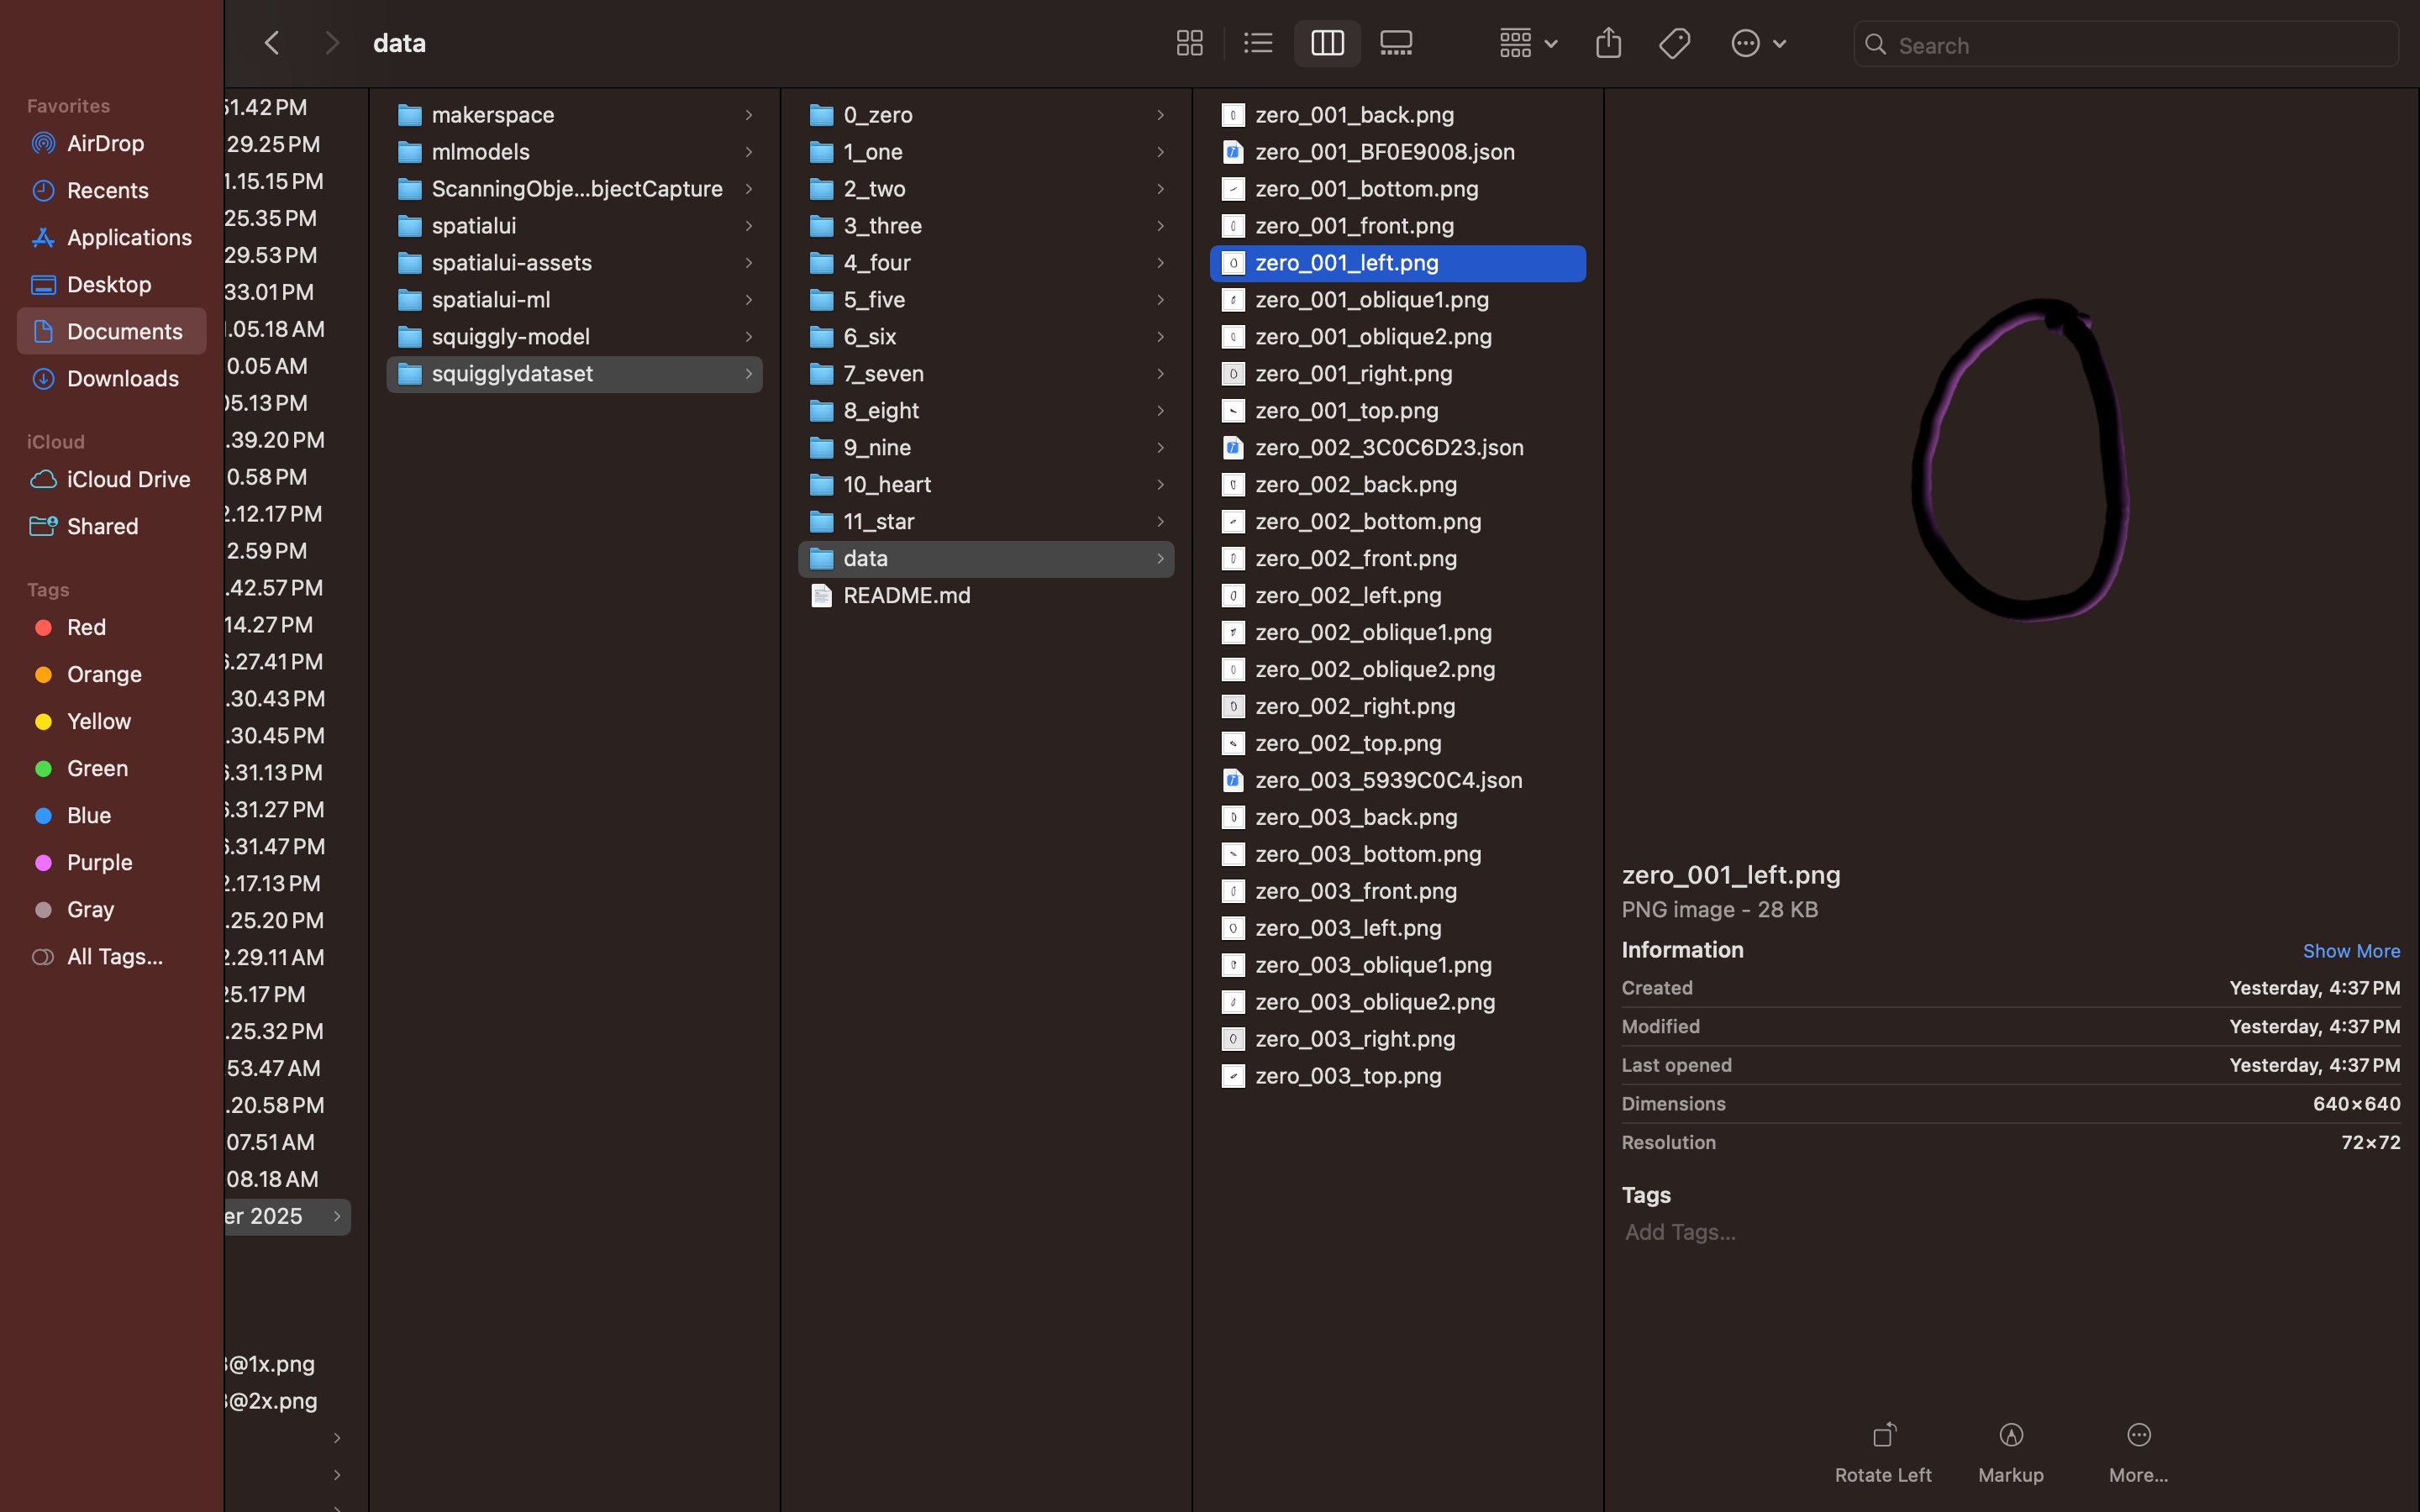 data
Search
Favorites
AirDrop
Recents
Applications
Desktop
Documents
Downloads
iCloud
iCloud Drive
Shared
Tags
Red
Orange
Yellow
Green
Blue
Purple
Gray
All Tags...
51.42 PM
29.25 PM
1.15.15 PM
25.35 PM
29.53 PM
33.01 PM
.05.18 AM
0.05 AM
05.13 PM
.39.20 PM
0.58 PM
2.12.17 PM
2.59 PM
.42.57 PM
14.27 PM
6.27.41 PM
.30.43 PM
.30.45 PM
6.31.13 PM
6.31.27 PM
6.31.47 PM
2.17.13 PM
.25.20 PM
2.29.11 AM
25.17 PM
.25.32 PM
53.47 AM
.20.58 PM
07.51 AM
08.18 AM
er 2025
@1x.png
@2x.png
makerspace
mlmodels
ScanningObje...bjectCapture
spatialui
spatialui-assets
spatialui-ml
squiggly-model
squigglydataset
0_zero
1_one
2_two
3_three
4_four
5_five
6_six
7_seven
8_eight
9_nine
10_heart
11_star
data
README.md
zero_001_back.png
zero_001_BF0E9008.json
zero_001_bottom.png
zero_001_front.png
zero_001_left.png
zero_001_oblique1.png
zero_001_oblique2.png
zero_001_right.png
zero_001_top.png
zero_002_3C0C6D23.json
zero_002_back.png
zero_002_bottom.png
zero_002_front.png
zero_002_left.png
zero_002_oblique1.png
zero_002_oblique2.png
zero_002_right.png
zero_002_top.png
zero_003_5939C0C4.json
zero_003_back.png
zero_003_bottom.png
zero_003_front.png
zero_003_left.png
zero_003_oblique1.png
zero_003_oblique2.png
zero_003_right.png
zero_003_top.png
zero_001_left.png
PNG image - 28 KB
Information Show More
Created Yesterday, 4:37 PM
Modified Yesterday, 4:37 PM
Last opened Yesterday, 4:37 PM
Dimensions 640×640
Resolution 72×72
Tags
Add Tags...
Rotate Left Markup More...